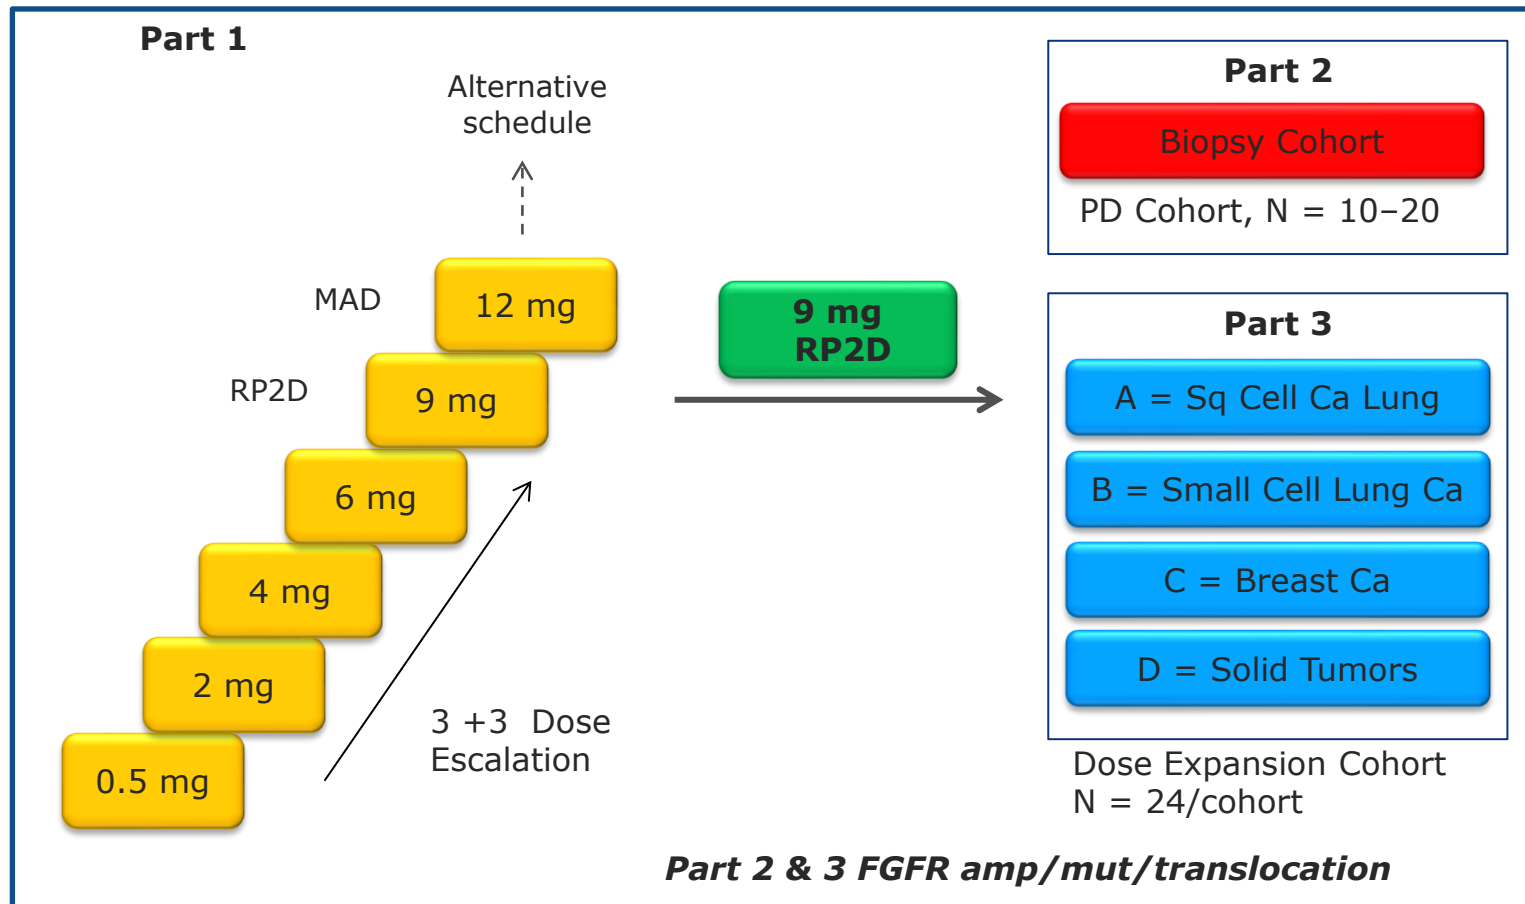 Part 1
Alternative
schedule
MAD
12 mg
RP2D
9 mg
6 mg
4 mg
2 mg
0.5 mg
3 +3  Dose
Escalation
9 mg
RP2D
Part 2
Biopsy Cohort
PD Cohort, N = 10–20
Part 3
A = Sq Cell Ca Lung
B = Small Cell Lung Ca
C = Breast Ca
D = Solid Tumors
Dose Expansion Cohort
N = 24/cohort
Part 2 & 3 FGFR amp/mut/translocation